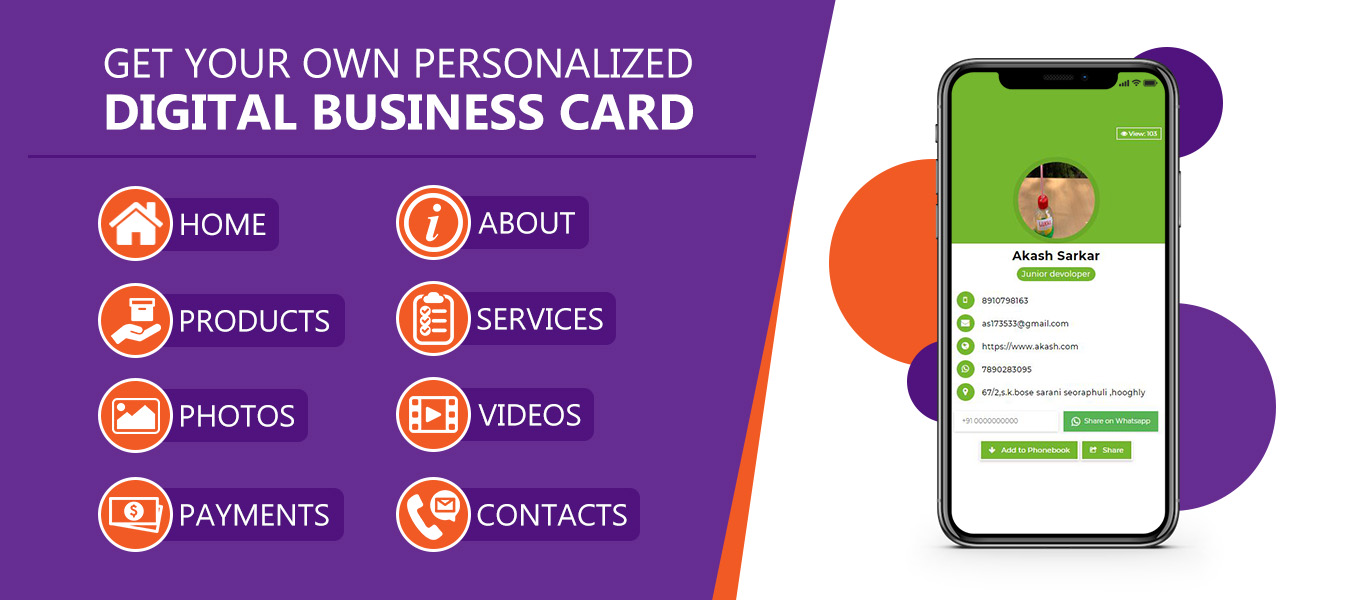 GET YOUR OWN PERSONALIZED
DIGITAL BUSINESS CARD
HOME
ABOUT
PRODUCTS
SERVICES
PHOTOS
VIDEOS
PAYMENTS
CONTACTS
View: 103
Akash Sarkar
Junior devoloper
8910798163
as173533@gmail.com
https://www.akash.com
7890283095
67/2,s.k.bose sarani seoraphuli ,hooghly
+91 0000000000
Share on Whatsapp
Add to Phonebook
Share